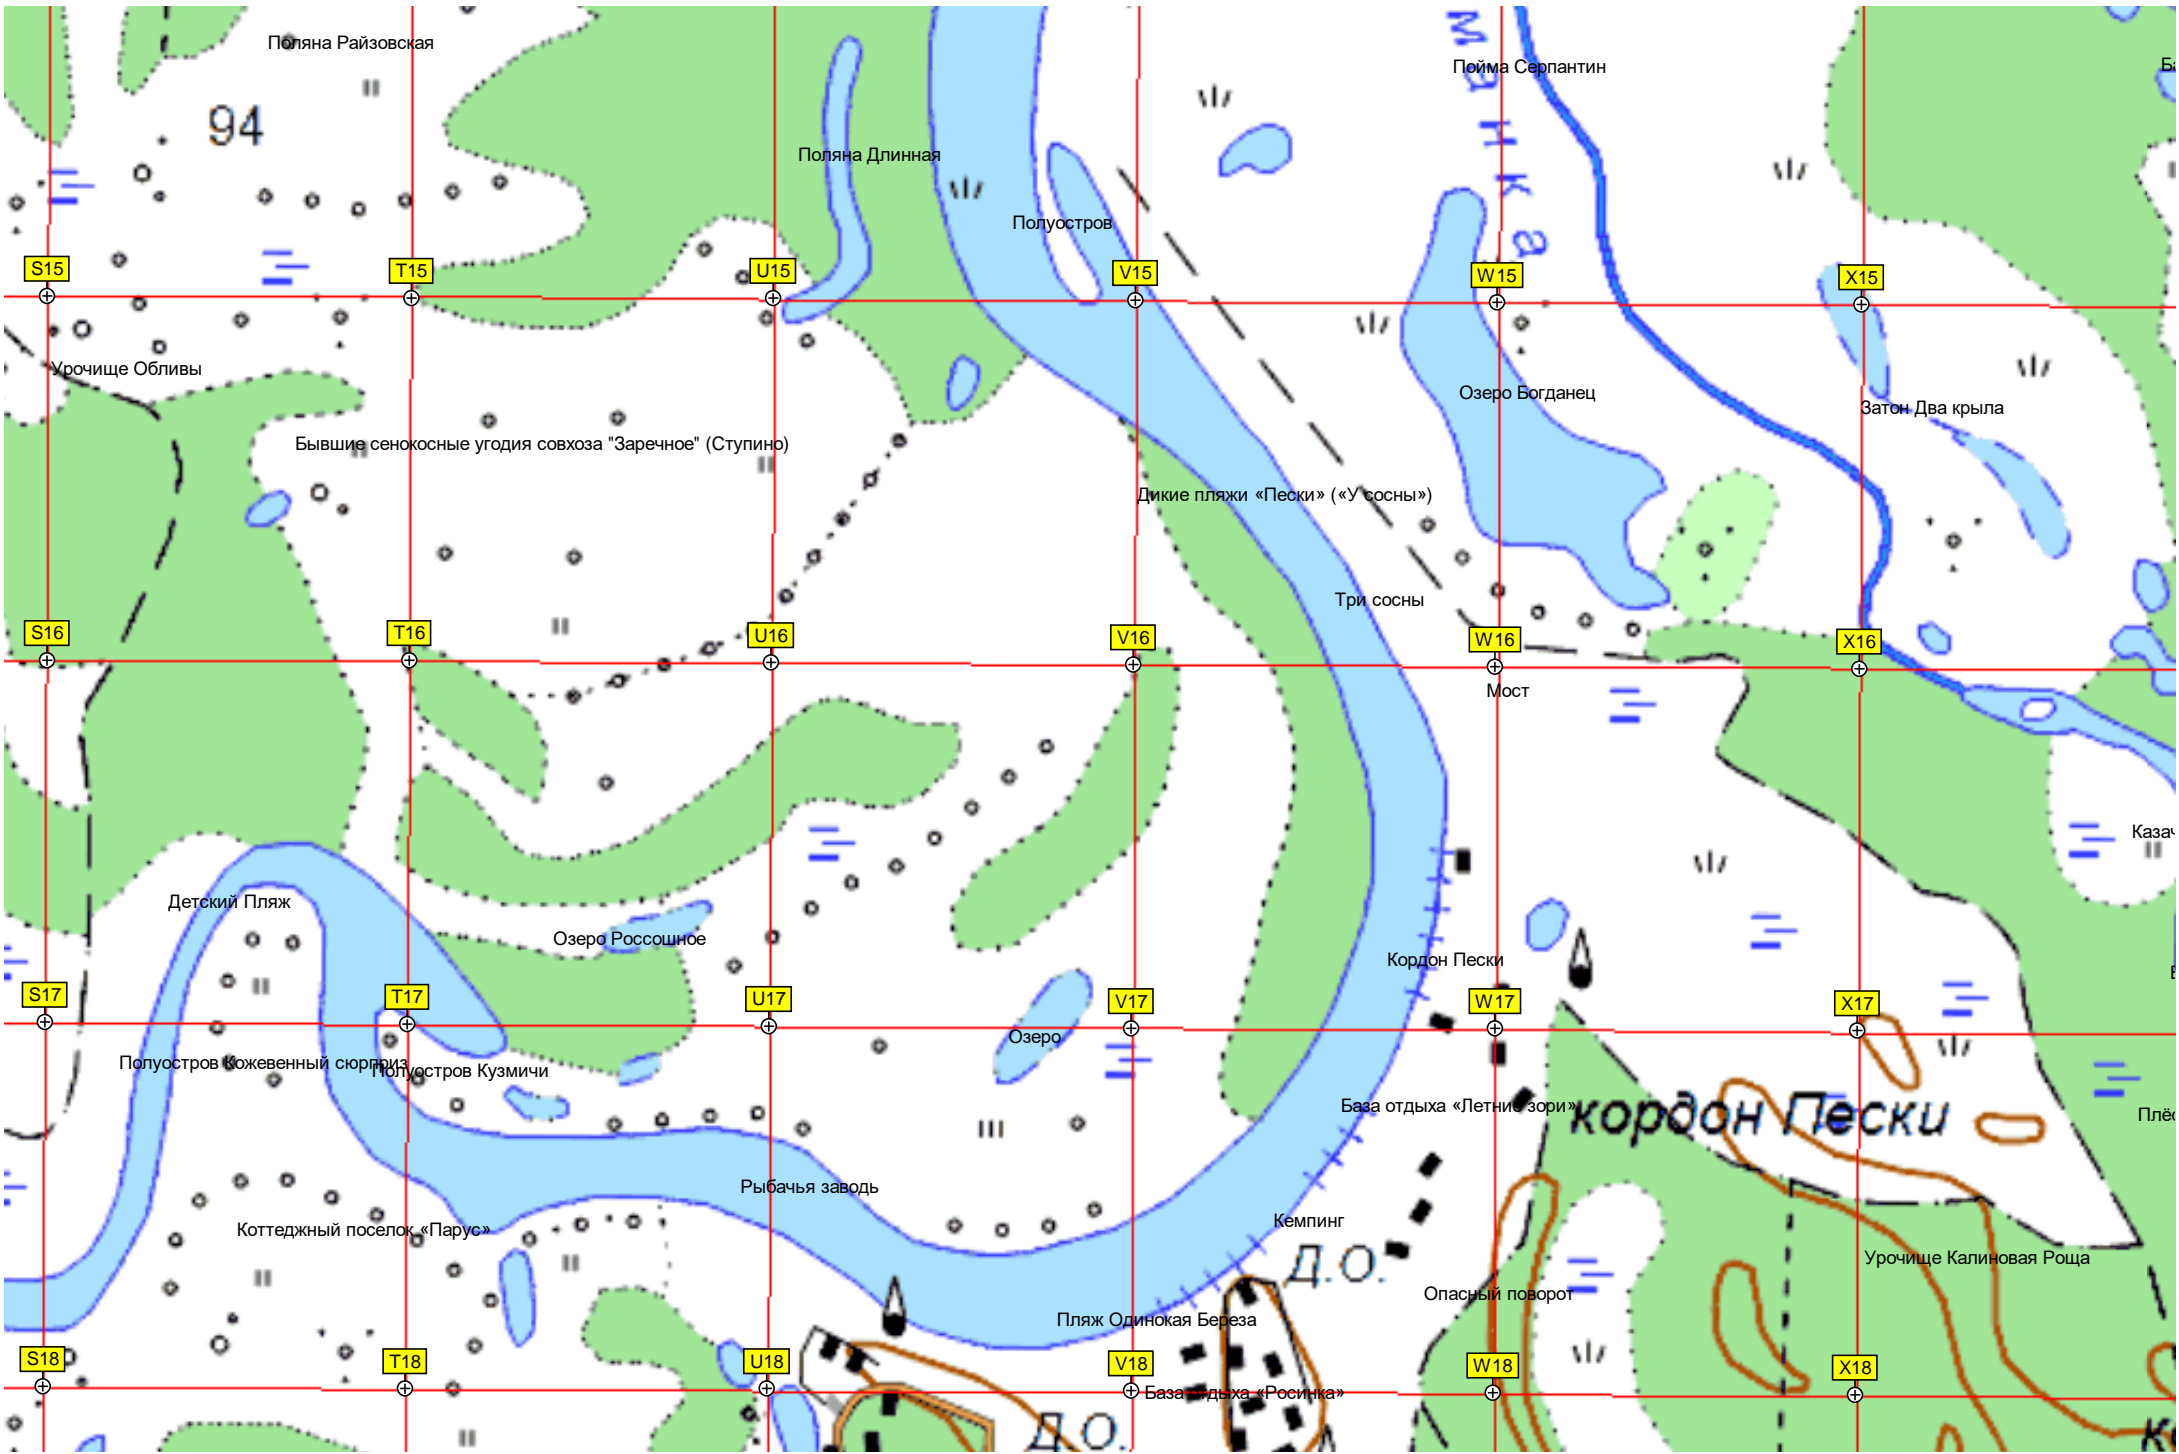 Поляна Райзовская
94
манка
Пойма Серпантин
Поляна Длинная
Полуостров
S15
T15
U15
V15
W15
X15
Урочище Обливы
Озеро Богданец
Затон Два крыла
Бывшие сенокосные угодия совхоза "Заречное" (Ступино)
Дикие пляжи «Пески» («У сосны»)
Три сосны
S16
T16
U16
V16
W16
X16
Мост
Детский Пляж
Озеро Россошное
Кордон Пески
S17
T17
U17
V17
W17
X17
Озеро
Полуостров Кожевенный сюрприз
Полуостров Кузмичи
База отдыха «Летние зори»
кордон Пески
Рыбачья заводь
Коттеджный поселок «Парус»
Кемпинг
Д.О.
Урочище Калиновая Роща
Опасный поворот
Пляж Одинокая Береза
S18
T18
U18
V18
W18
X18
База отдыха «Росинка»
Д.О.